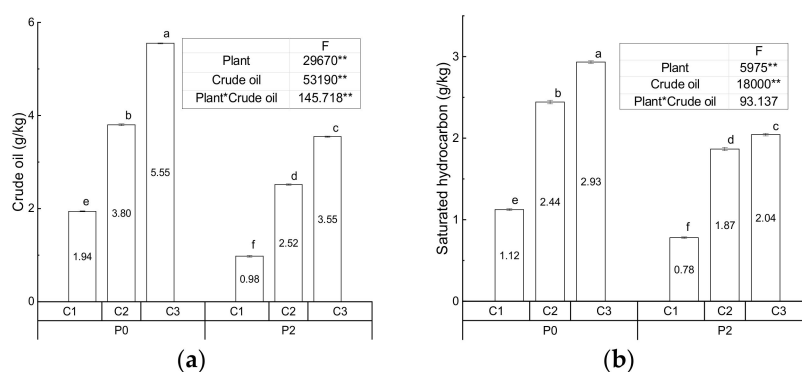 6
4
2
0
Crude oil (g/kg)
F
Plant 29670**
Crude oil 53190**
Plant*Crude oil 145.718**
e
b
a
f
d
c
1.94
3.80
5.55
0.98
2.52
3.55
C1 C2 C3 C1 C2 C3
P0 P2
(a)
3
2
1
0
Saturated hydrocarbon (g/kg)
F
Plant 5975**
Crude oil 18000**
Plant*Crude oil 93.137
e
b
a
f
d
c
1.12
2.44
2.93
0.78
1.87
2.04
C1 C2 C3 C1 C2 C3
P0 P2
(b)